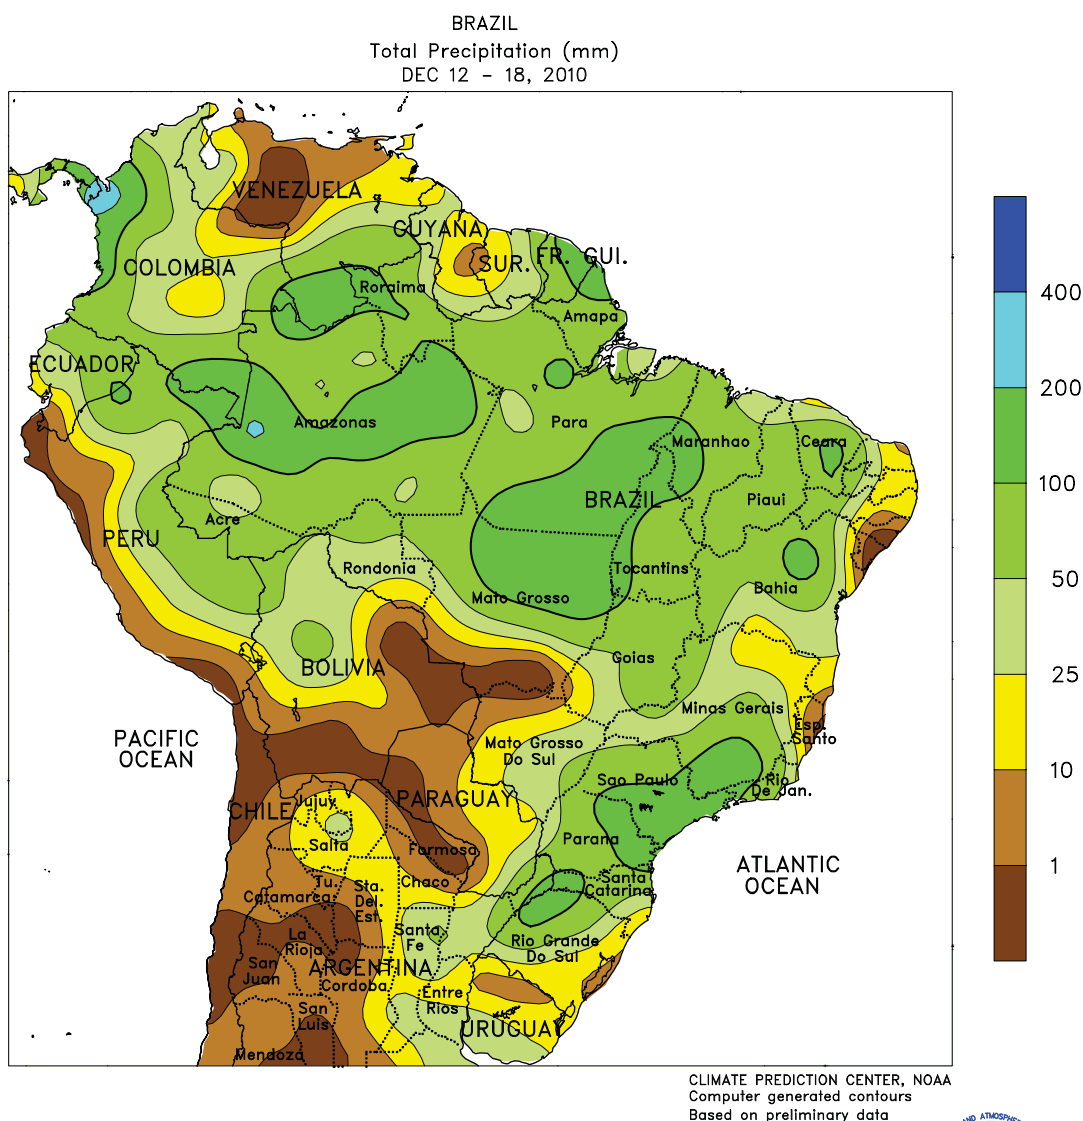 BRAZIL
Total Precipitation (mm)
DEC 12 - 18, 2010
VENEZUELA
GUYANA
SUR.
FR. GUI.
COLOMBIA
Roraima
Amapa
ECUADOR
Amazonas
Para
Maranhao
Ceara
BRAZIL
Piaui
Acre
PERU
Rondonia
Tocantins
Mato Grosso
Bahia
BOLIVIA
Goias
Minas Gerais
Esp.
Santo
PACIFIC
OCEAN
Mato Grosso
Do Sul
Sao Paulo
Rio
De Jan.
CHILE
Jujuy
PARAGUAY
Salta
Formosa
Parana
ATLANTIC
OCEAN
Tu.
Catamarca
Sta.
Del
Est.
Chaco
Santa
Catarina
La
Rioja
Santa
Fe
Rio Grande
Do Sul
San
Juan
ARGENTINA
Cordoba
Entre
Rios
San
Luis
URUGUAY
Mendoza
400
200
100
50
25
10
1
CLIMATE PREDICTION CENTER, NOAA
Computer generated contours
Based on preliminary data
AND ATMOSPHE